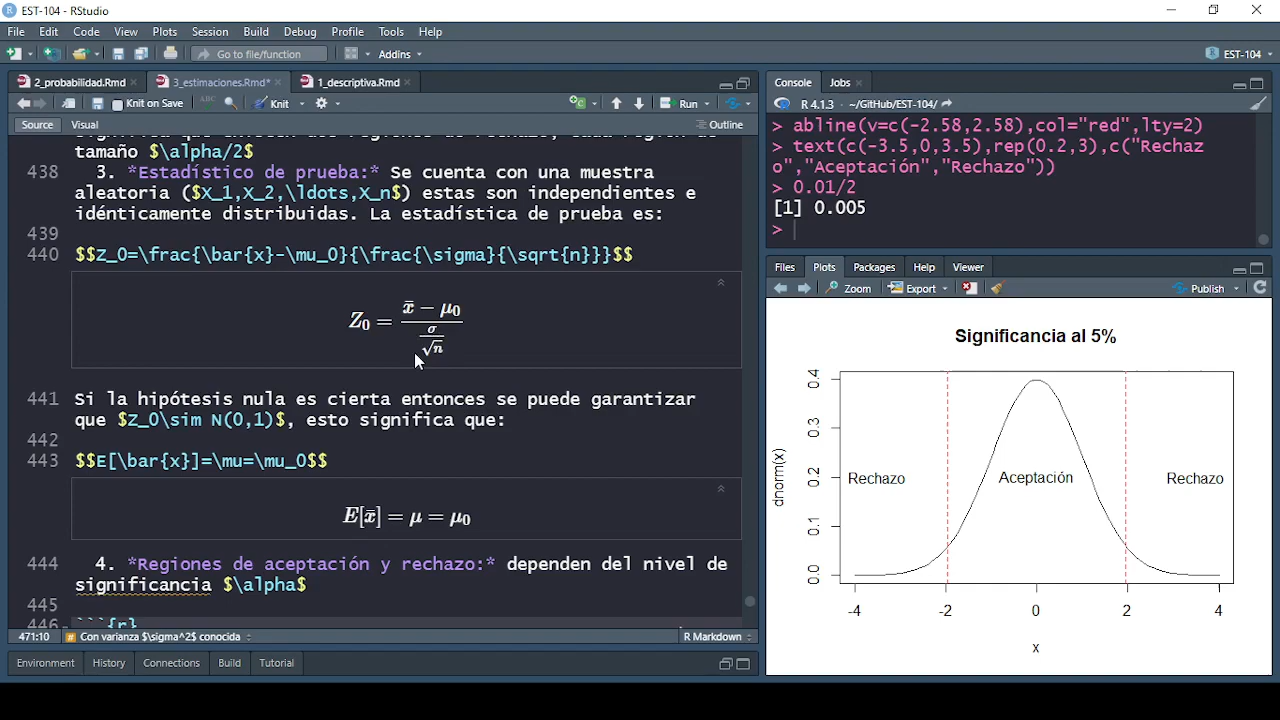 EST-104 - RStudio
File Edit Code View Plots Session Build Debug Profile Tools Help
Go to file/function Addins EST-104
2_probabilidad.Rmd 3_estimaciones.Rmd* 1_descriptiva.Rmd
Knit on Save ABC Knit Run
Source Visual Outline
tamaño $\alpha/2$
438 3. *Estadístico de prueba:* Se cuenta con una muestra
aleatoria ($X_1,X_2,\ldots,X_n$) estas son independientes e
idénticamente distribuidas. La estadística de prueba es:
439
440 $$Z_0=\frac{\bar{x}-\mu_0}{\frac{\sigma}{\sqrt{n}}}$$
Z₀ = x̄ − μ₀
σ
√n
441 Si la hipótesis nula es cierta entonces se puede garantizar
que $Z_0\sim N(0,1)$, esto significa que:
442
443 $$E[\bar{x}]=\mu=\mu_0$$
E[x̄] = μ = μ₀
444 4. *Regiones de aceptación y rechazo:* dependen del nivel de
significancia $\alpha$
445
446 ```{r}
471:10 # Con varianza $\sigma^2$ conocida R Markdown
Environment History Connections Build Tutorial
Console Jobs
R 4.1.3 · ~/GitHub/EST-104/
> abline(v=c(-2.58,2.58),col="red",lty=2)
> text(c(-3.5,0,3.5),rep(0.2,3),c("Rechaz
o","Aceptación","Rechazo"))
> 0.01/2
[1] 0.005
>
Files Plots Packages Help Viewer
Zoom Export Publish
Significancia al 5%
0.4
0.3
0.2
0.1
0.0
dnorm(x)
Rechazo Aceptación Rechazo
-4 -2 0 2 4
x